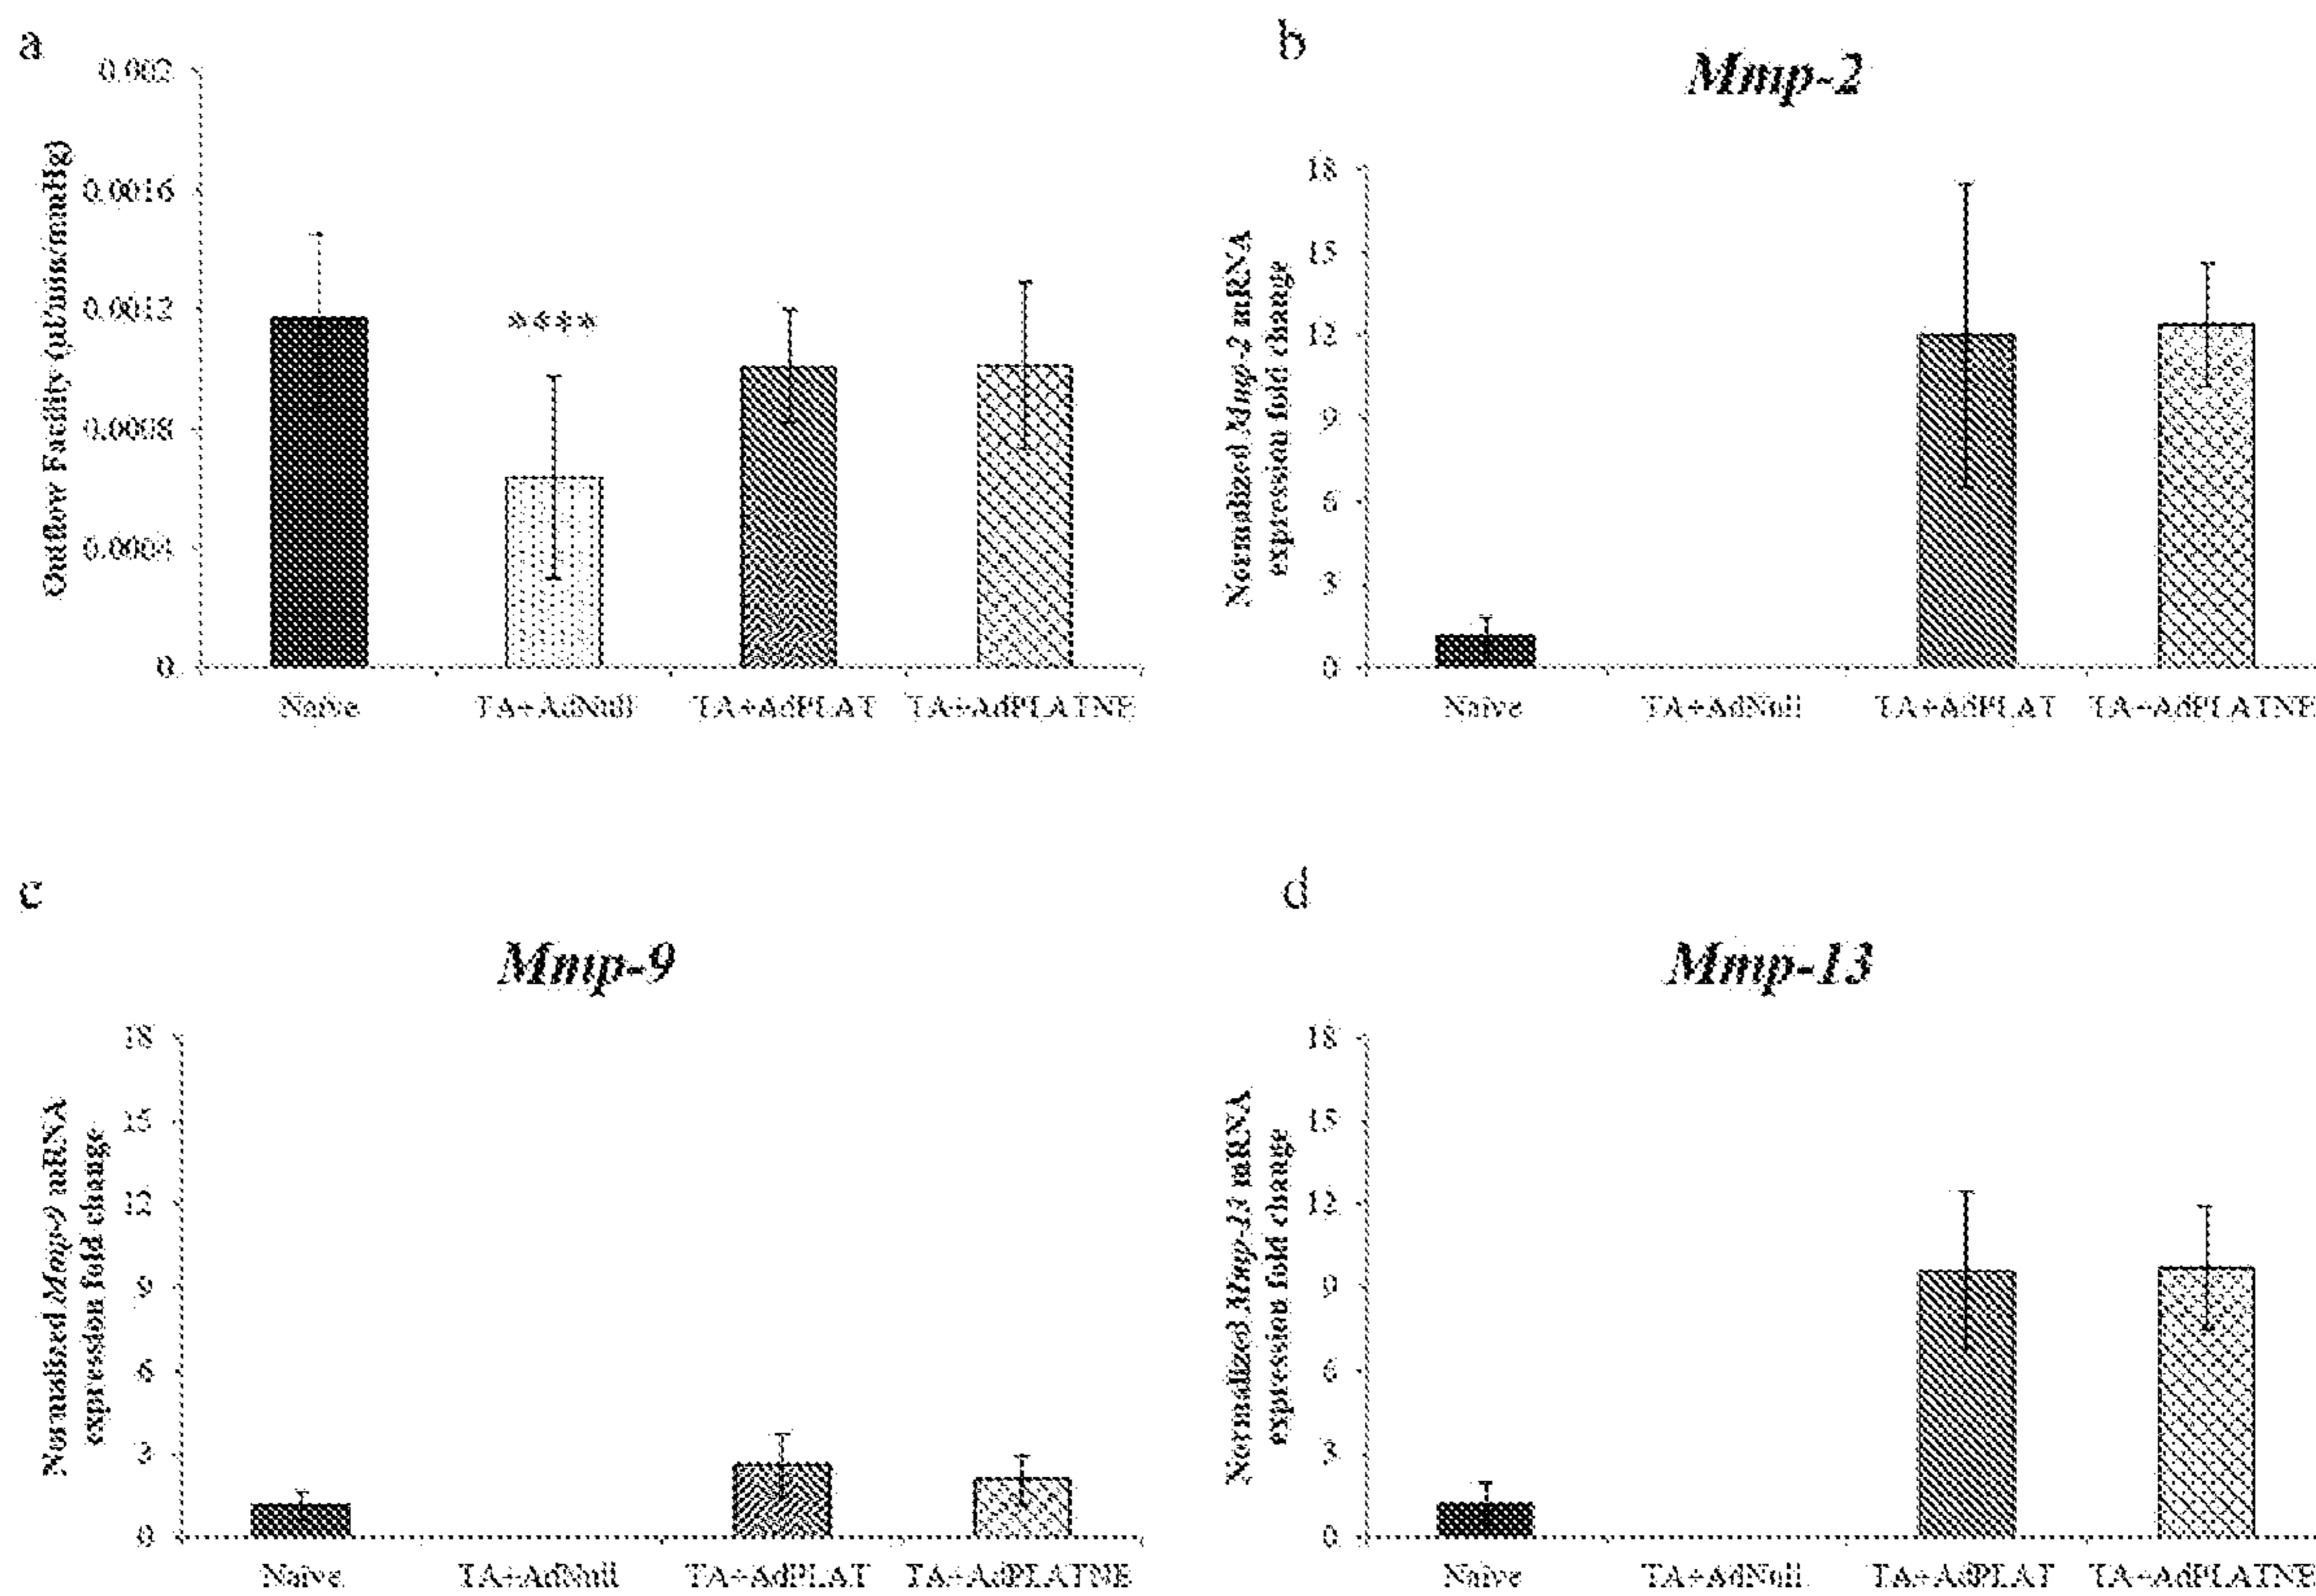 a
0.002
0.0016
0.0012
0.0008
0.0004
0
Outflow Facility (µl/min/mmHg)
****
Naïve TA+AdNull TA+AdPLAT TA+AdPLATNE
b
Mmp-2
18
15
12
9
6
3
0
Normalized Mmp-2 mRNA
expression fold change
Naïve TA+AdNull TA+AdPLAT TA+AdPLATNE
c
Mmp-9
18
15
12
9
6
3
0
Normalized Mmp-9 mRNA
expression fold change
Naïve TA+AdNull TA+AdPLAT TA+AdPLATNE
d
Mmp-13
18
15
12
9
6
3
0
Normalized Mmp-13 mRNA
expression fold change
Naïve TA+AdNull TA+AdPLAT TA+AdPLATNE